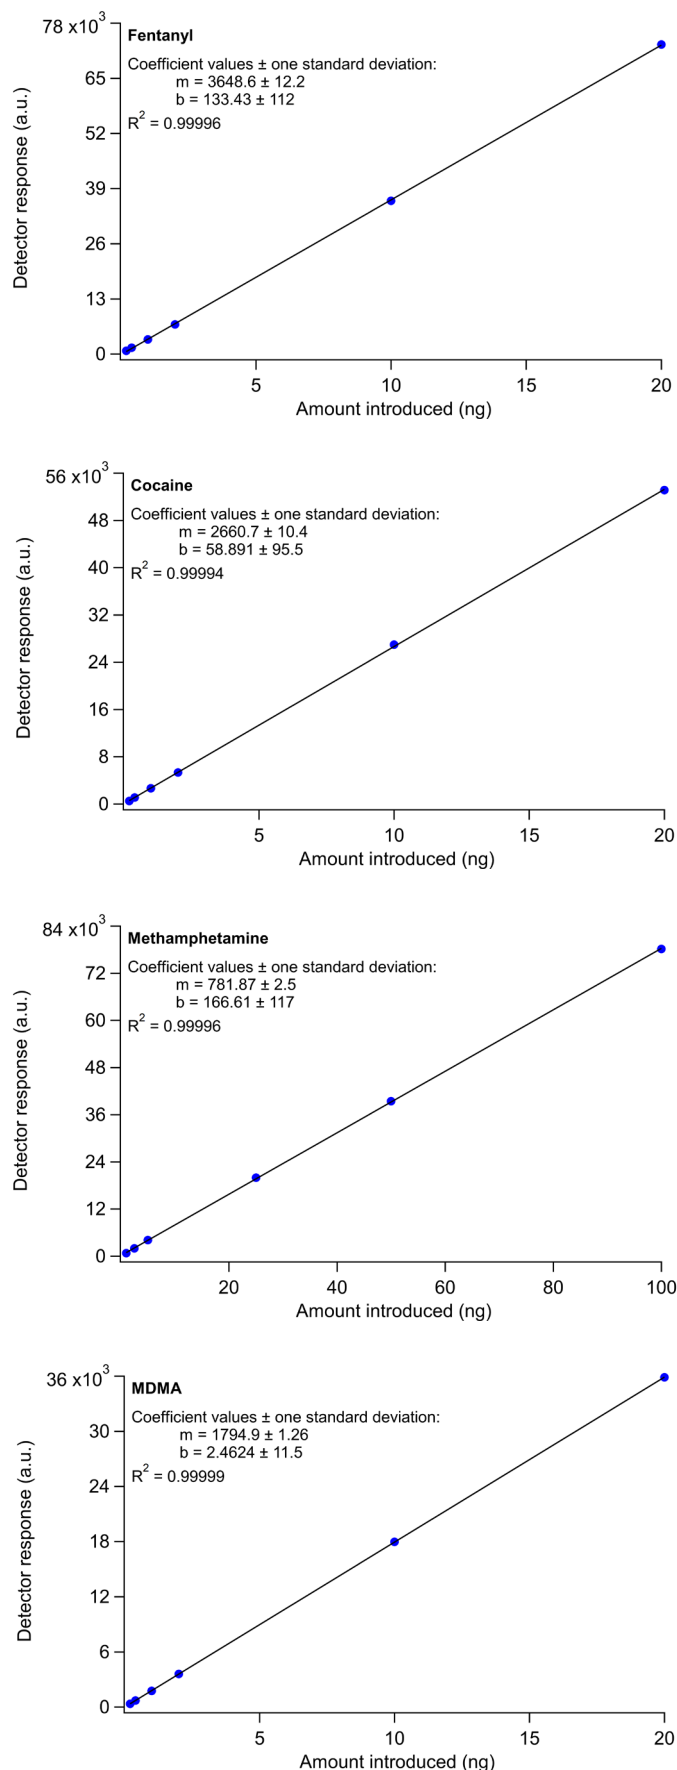 78 x10³
Fentanyl
Coefficient values ± one standard deviation:
m = 3648.6 ± 12.2
b = 133.43 ± 112
R² = 0.99996
65
52
39
26
13
0
Detector response (a.u.)
5
10
15
20
Amount introduced (ng)
56 x10³
Cocaine
Coefficient values ± one standard deviation:
m = 2660.7 ± 10.4
b = 58.891 ± 95.5
R² = 0.99994
48
40
32
24
16
8
0
Detector response (a.u.)
5
10
15
20
Amount introduced (ng)
84 x10³
Methamphetamine
Coefficient values ± one standard deviation:
m = 781.87 ± 2.5
b = 166.61 ± 117
R² = 0.99996
72
60
48
36
24
12
0
Detector response (a.u.)
20
40
60
80
100
Amount introduced (ng)
36 x10³
MDMA
Coefficient values ± one standard deviation:
m = 1794.9 ± 1.26
b = 2.4624 ± 11.5
R² = 0.99999
30
24
18
12
6
0
Detector response (a.u.)
5
10
15
20
Amount introduced (ng)